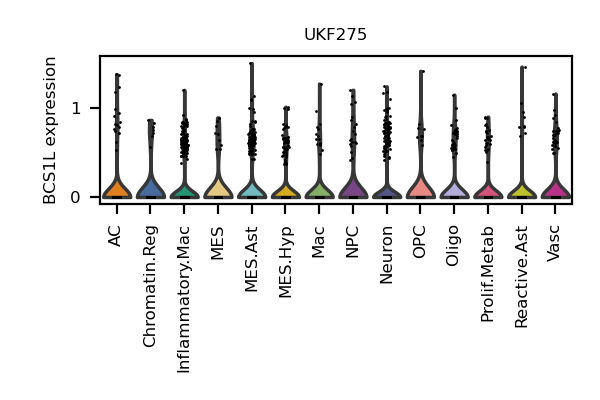 UKF275
BCS1L expression
1
0
AC
Chromatin.Reg
Inflammatory.Mac
MES
MES.Ast
MES.Hyp
Mac
NPC
Neuron
OPC
Oligo
Prolif.Metab
Reactive.Ast
Vasc